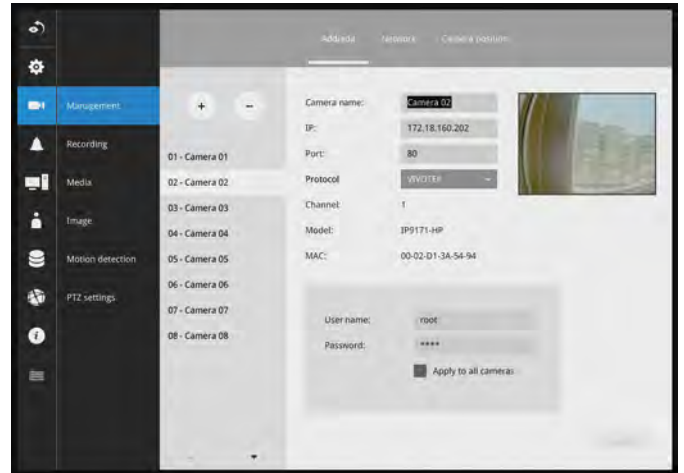 Add/edit Network Camera position
Management
Recording
Media
Image
Motion detection
PTZ settings
+ -
01 - Camera 01
02 - Camera 02
03 - Camera 03
04 - Camera 04
05 - Camera 05
06 - Camera 06
07 - Camera 07
08 - Camera 08
Camera name: Camera 02
IP: 172.18.160.202
Port: 80
Protocol VIVOTEK
Channel: 1
Model: IP9171-HP
MAC: 00-02-D1-3A-54-94
User name: root
Password: ****
Apply to all cameras